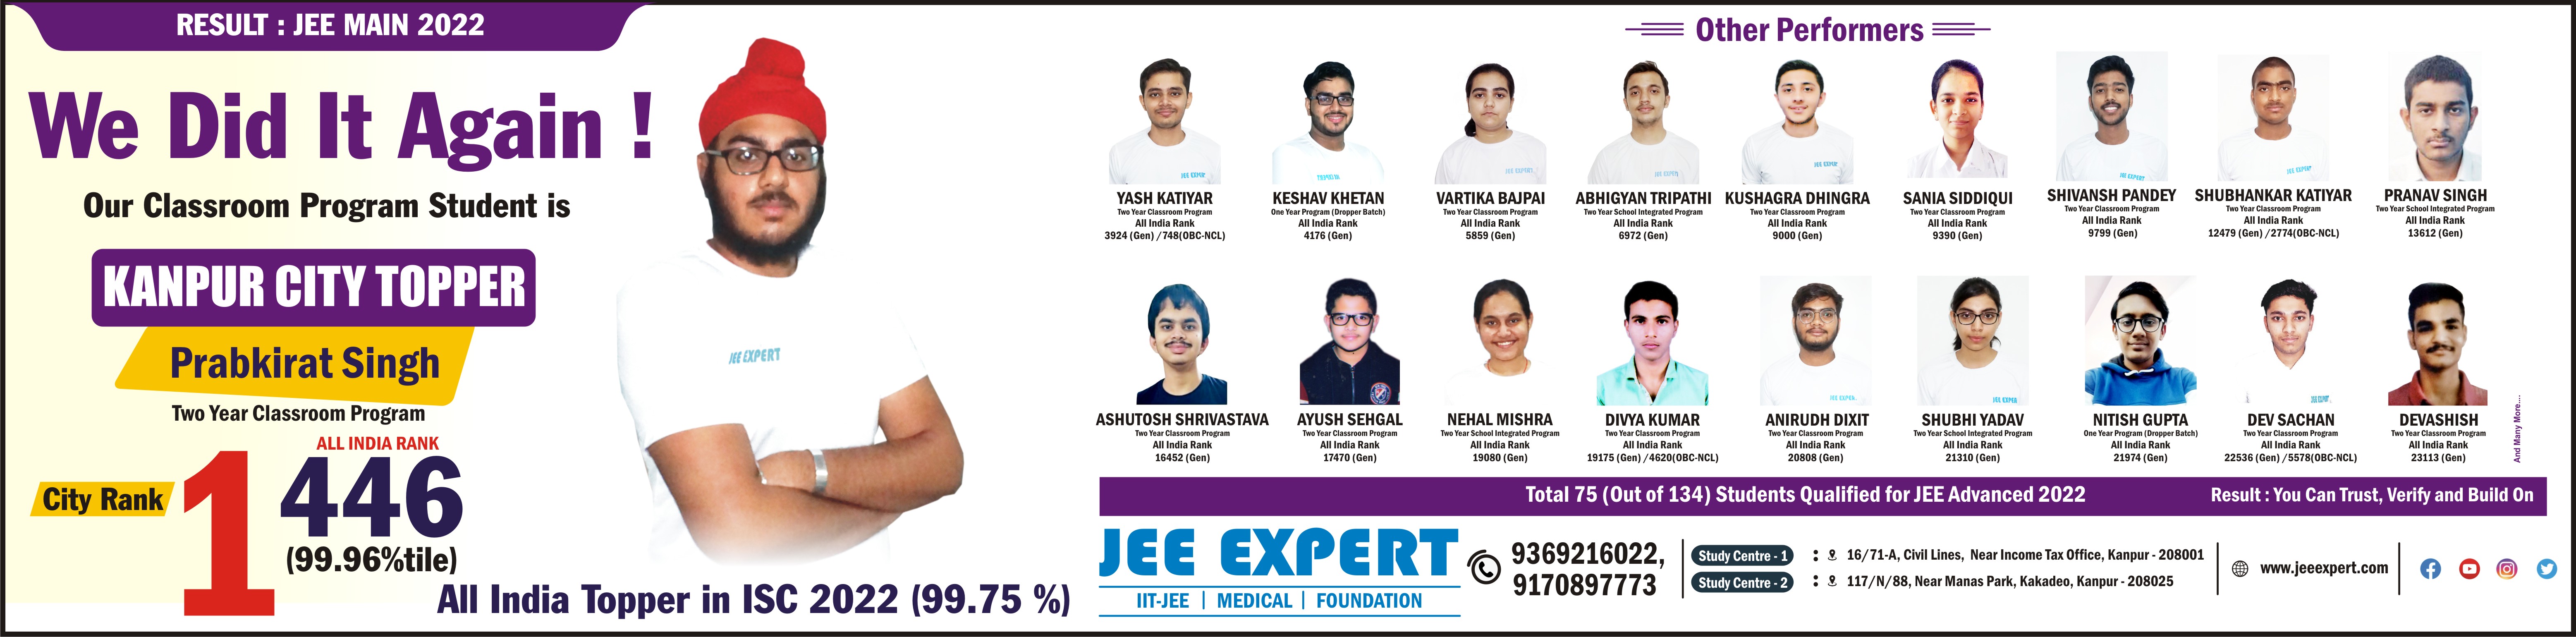 RESULT : JEE MAIN 2022
We Did It Again !
Our Classroom Program Student is
KANPUR CITY TOPPER
Prabkirat Singh
Two Year Classroom Program
ALL INDIA RANK
City Rank 1 446
(99.96%tile)
All India Topper in ISC 2022 (99.75 %)
JEE EXPERT
Other Performers
YASH KATIYAR
Two Year Classroom Program
All India Rank
3924 (Gen) /748(OBC-NCL)
KESHAV KHETAN
One Year Program (Dropper Batch)
All India Rank
4176 (Gen)
VARTIKA BAJPAI
Two Year Classroom Program
All India Rank
5859 (Gen)
ABHIGYAN TRIPATHI
Two Year School Integrated Program
All India Rank
6972 (Gen)
KUSHAGRA DHINGRA
Two Year Classroom Program
All India Rank
9000 (Gen)
SANIA SIDDIQUI
Two Year Classroom Program
All India Rank
9390 (Gen)
SHIVANSH PANDEY
Two Year Classroom Program
All India Rank
9799 (Gen)
SHUBHANKAR KATIYAR
Two Year Classroom Program
All India Rank
12479 (Gen) /2774(OBC-NCL)
PRANAV SINGH
Two Year School Integrated Program
All India Rank
13612 (Gen)
ASHUTOSH SHRIVASTAVA
Two Year Classroom Program
All India Rank
16452 (Gen)
AYUSH SEHGAL
Two Year Classroom Program
All India Rank
17470 (Gen)
NEHAL MISHRA
Two Year School Integrated Program
All India Rank
19080 (Gen)
DIVYA KUMAR
Two Year Classroom Program
All India Rank
19175 (Gen) /4620(OBC-NCL)
ANIRUDH DIXIT
Two Year Classroom Program
All India Rank
20808 (Gen)
SHUBHI YADAV
Two Year School Integrated Program
All India Rank
21310 (Gen)
NITISH GUPTA
One Year Program (Dropper Batch)
All India Rank
21974 (Gen)
DEV SACHAN
Two Year Classroom Program
All India Rank
22536 (Gen) /5578(OBC-NCL)
DEVASHISH
Two Year Classroom Program
All India Rank
23113 (Gen)
And Many More....
Total 75 (Out of 134) Students Qualified for JEE Advanced 2022
Result : You Can Trust, Verify and Build On
JEE EXPERT
IIT-JEE | MEDICAL | FOUNDATION
9369216022,
9170897773
Study Centre - 1 : 16/71-A, Civil Lines, Near Income Tax Office, Kanpur - 208001
Study Centre - 2 : 117/N/88, Near Manas Park, Kakadeo, Kanpur - 208025
www.jeeexpert.com